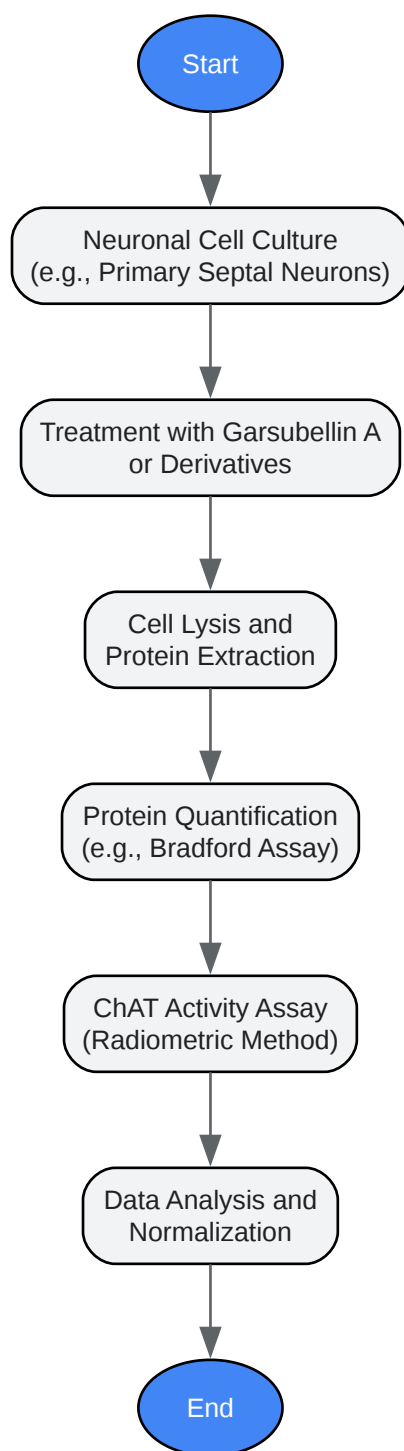 Start
Neuronal Cell Culture
(e.g., Primary Septal Neurons)
Treatment with Garsubellin A
or Derivatives
Cell Lysis and
Protein Extraction
Protein Quantification
(e.g., Bradford Assay)
ChAT Activity Assay
(Radiometric Method)
Data Analysis and
Normalization
End